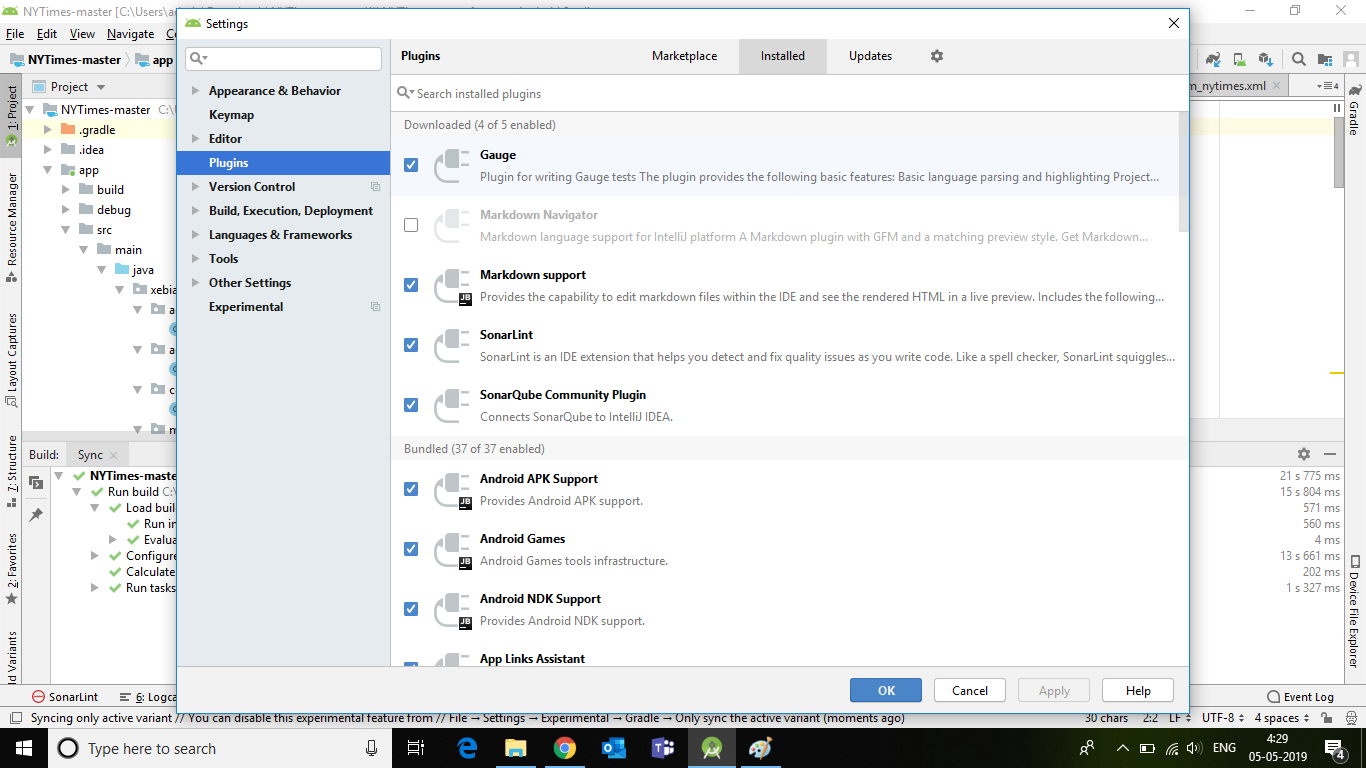 NYTimes-master [C:\Users\a
Settings
File Edit View Navigate
NYTimes-master app
Plugins Marketplace Installed Updates
Project
m_nytimes.xml
4
1: Project
Resource Manager
Layout Captures
7: Structure
2: Favorites
d Variants
Gradle
Device File Explorer
NYTimes-master C:\
.gradle
.idea
app
build
debug
src
main
java
xebia
a
a
c
m
Appearance & Behavior
Keymap
Editor
Plugins
Version Control
Build, Execution, Deployment
Languages & Frameworks
Tools
Other Settings
Experimental
Search installed plugins
Downloaded (4 of 5 enabled)
Gauge
Plugin for writing Gauge tests The plugin provides the following basic features: Basic language parsing and highlighting Project...
Markdown Navigator
Markdown language support for IntelliJ platform A Markdown plugin with GFM and a matching preview style. Get Markdown...
Markdown support
JB Provides the capability to edit markdown files within the IDE and see the rendered HTML in a live preview. Includes the following...
SonarLint
SonarLint is an IDE extension that helps you detect and fix quality issues as you write code. Like a spell checker, SonarLint squiggles...
SonarQube Community Plugin
Connects SonarQube to IntelliJ IDEA.
Bundled (37 of 37 enabled)
Android APK Support
JB Provides Android APK support.
Android Games
JB Android Games tools infrastructure.
Android NDK Support
JB Provides Android NDK support.
App Links Assistant
OK Cancel Apply Help
Build: Sync
NYTimes-maste 21 s 775 ms
Run build C:\ 15 s 804 ms
Load buil 571 ms
Run in 560 ms
Evalua 4 ms
Configure 13 s 661 ms
Calculate 202 ms
Run tasks 1 s 327 ms
SonarLint 6: Logca Event Log
Syncing only active variant // You can disable this experimental feature from // File → Settings → Experimental → Gradle → Only sync the active variant (moments ago) 30 chars 2:2 LF UTF-8 4 spaces
Type here to search
ENG 4:29
05-05-2019
4